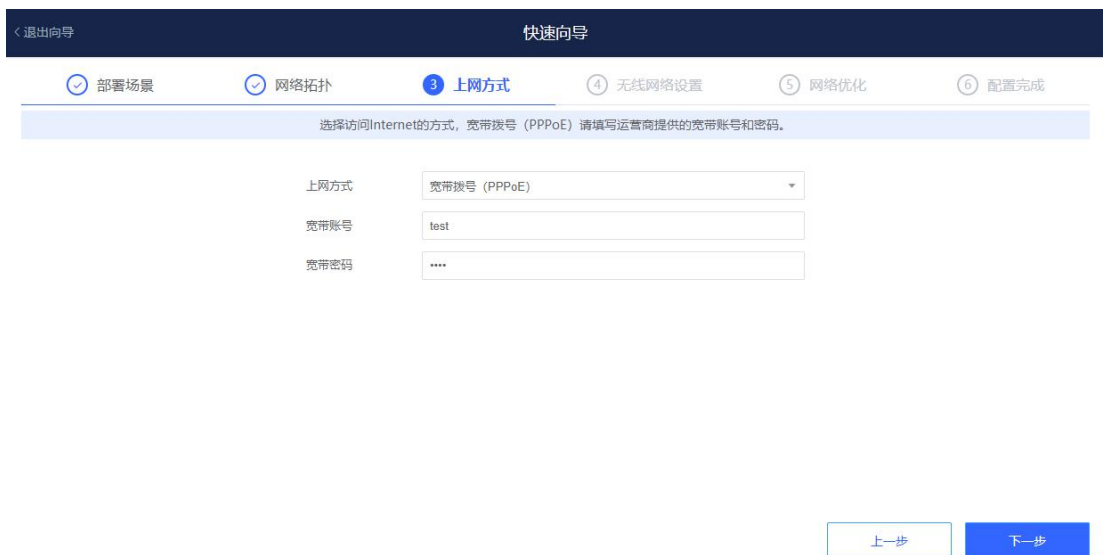 <退出向导
快速向导
部署场景
网络拓扑
3 上网方式
4 无线网络设置
5 网络优化
6 配置完成
选择访问Internet的方式，宽带拨号（PPPoE）请填写运营商提供的宽带账号和密码。
上网方式 宽带拨号（PPPoE）
宽带账号 test
宽带密码 ••••
上一步 下一步